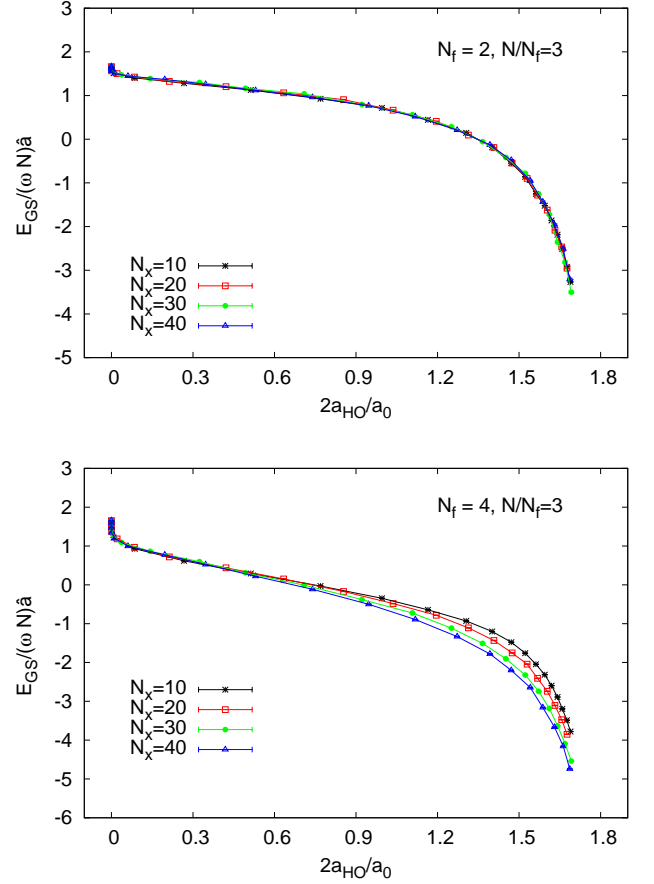 3
2
1
0
-1
-2
-3
-4
-5
E_GS/(ω N)â
N_f = 2, N/N_f=3
N_x=10
N_x=20
N_x=30
N_x=40
0 0.3 0.6 0.9 1.2 1.5 1.8
2a_HO/a_0
3
2
1
0
-1
-2
-3
-4
-5
-6
E_GS/(ω N)â
N_f = 4, N/N_f=3
N_x=10
N_x=20
N_x=30
N_x=40
0 0.3 0.6 0.9 1.2 1.5 1.8
2a_HO/a_0